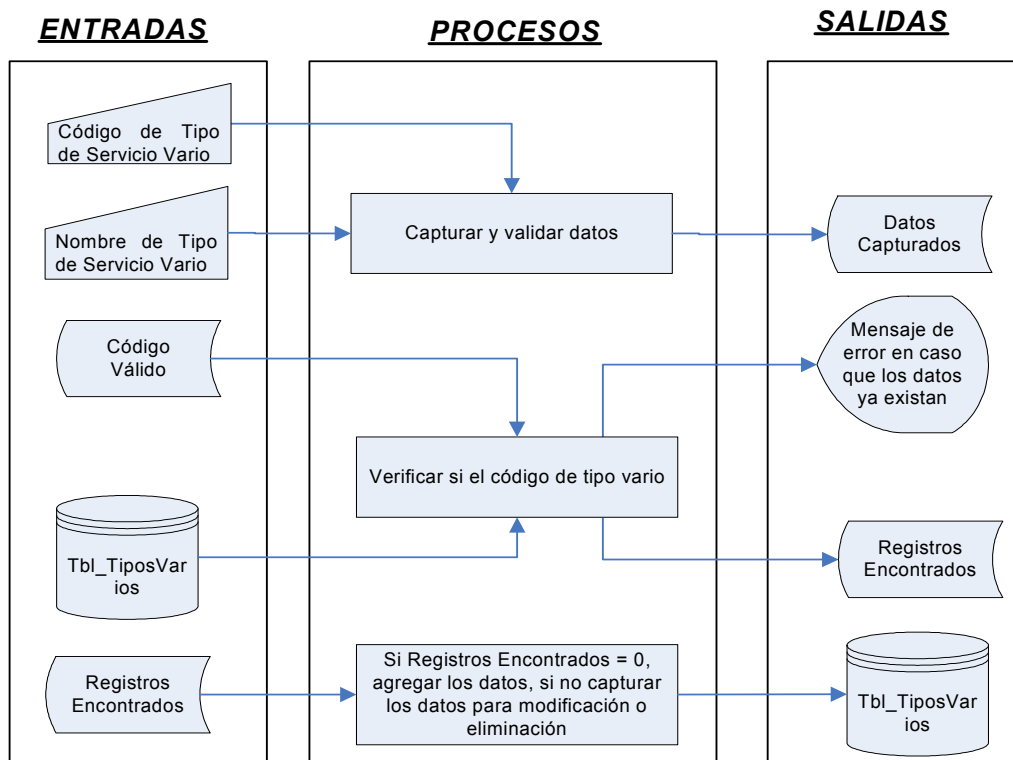 ENTRADAS
PROCESOS
SALIDAS
Código de Tipo
de Servicio Vario
Nombre de Tipo
de Servicio Vario
Capturar y validar datos
Datos
Capturados
Código
Válido
Mensaje de
error en caso
que los datos
ya existan
Verificar si el código de tipo vario
Tbl_TiposVar
ios
Registros
Encontrados
Registros
Encontrados
Si Registros Encontrados = 0,
agregar los datos, si no capturar
los datos para modificación o
eliminación
Tbl_TiposVar
ios